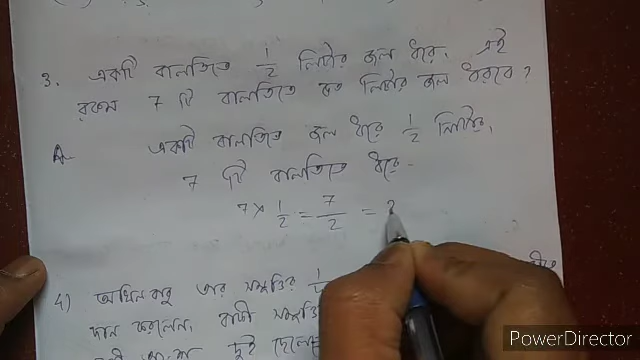 3. একটি বালতিতে 1/2 লিটার জল ধরে. এই
রকম 7 টি বালতিতে কত লিটার জল ধরবে?
A একটি বালতিতে জল ধরে 1/2 লিটার,
7 টি বালতিতে ধরে -
7 × 1/2 = 7/2 =
4) অখিলবাবু তার সম্পত্তির
দান করলেন. বাকী
দুই ছেলে
PowerDirector